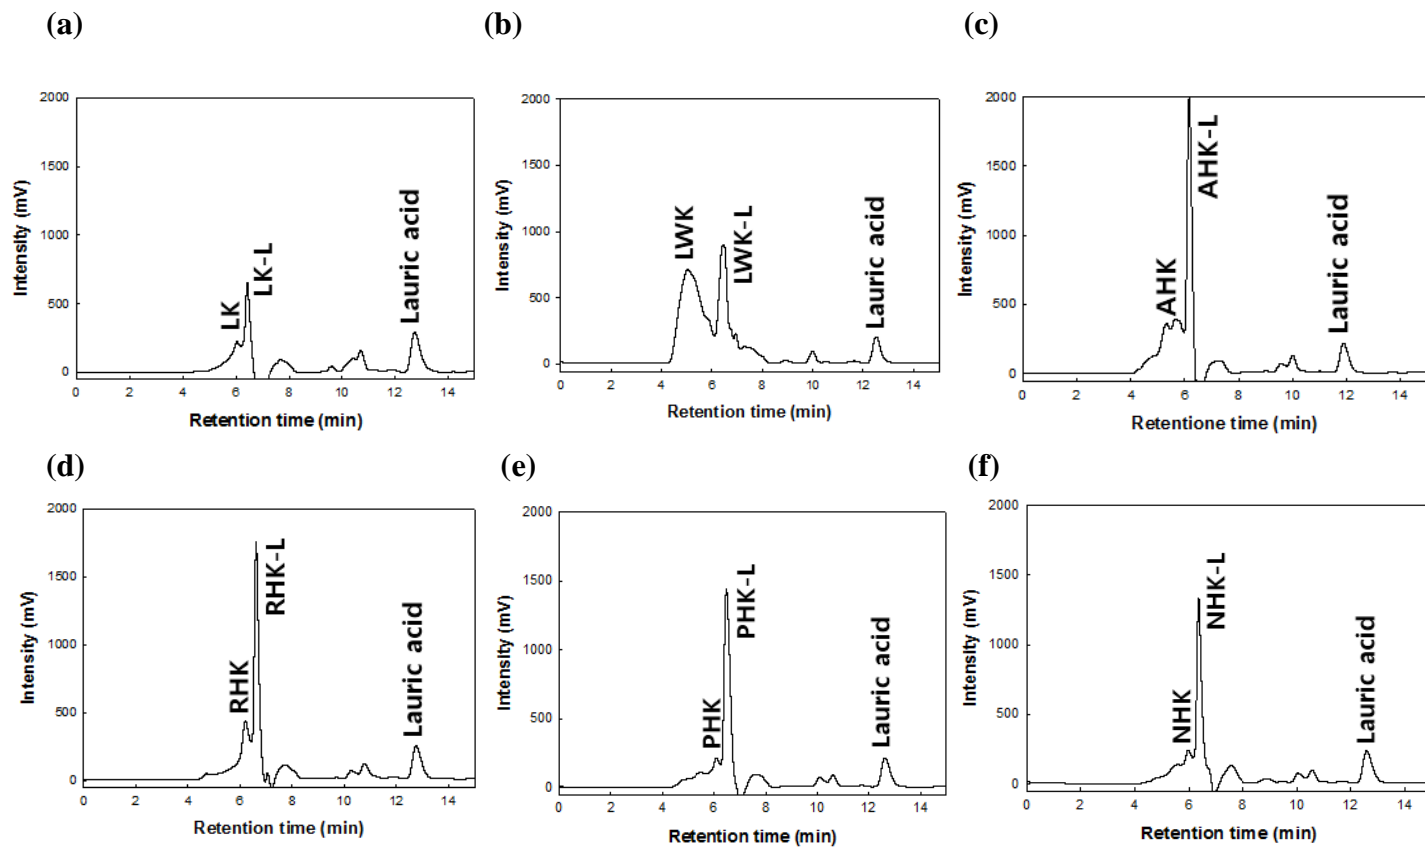 (a)
2000
1500
1000
500
0
Intensity (mV)
LK
LK-L
Lauric acid
0 2 4 6 8 10 12 14
Retention time (min)
(b)
2000
1500
1000
500
0
Intensity (mV)
LWK
LWK-L
Lauric acid
0 2 4 6 8 10 12 14
Retention time (min)
(c)
2000
1500
1000
500
0
Intensity (mV)
AHK
AHK-L
Lauric acid
0 2 4 6 8 10 12 14
Retentione time (min)
(d)
2000
1500
1000
500
0
Intensity (mV)
RHK
RHK-L
Lauric acid
0 2 4 6 8 10 12 14
Retention time (min)
(e)
2000
1500
1000
500
0
Intensity (mV)
PHK
PHK-L
Lauric acid
0 2 4 6 8 10 12 14
Retention time (min)
(f)
2000
1500
1000
500
0
Intensity (mV)
NHK
NHK-L
Lauric acid
0 2 4 6 8 10 12 14
Retention time (min)